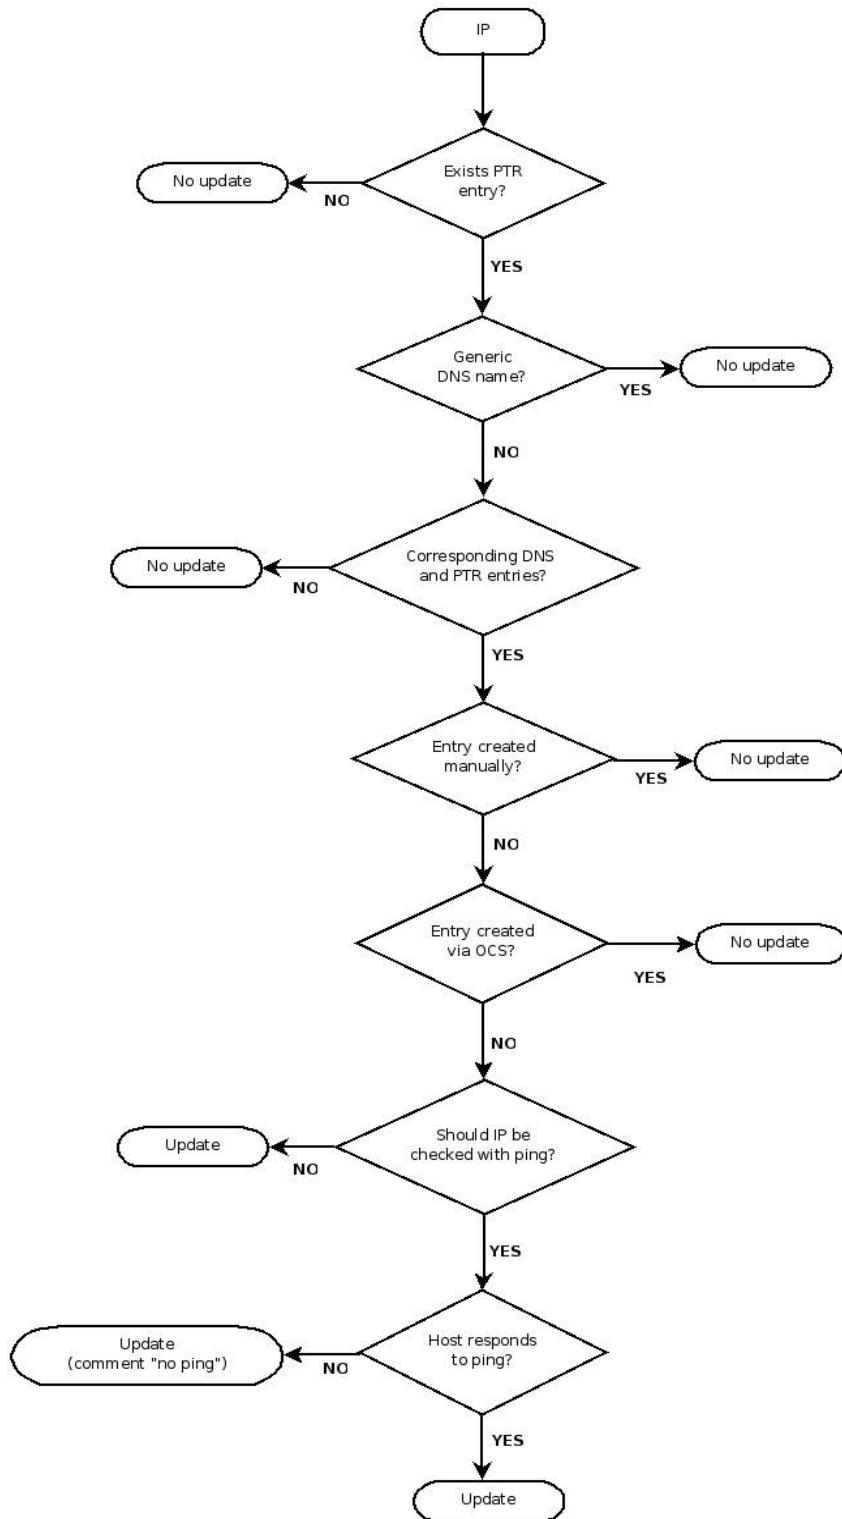 IP
Exists PTR
entry?
No update
NO
YES
Generic
DNS name?
No update
YES
NO
Corresponding DNS
and PTR entries?
No update
NO
YES
Entry created
manually?
No update
YES
NO
Entry created
via OCS?
No update
YES
NO
Should IP be
checked with ping?
Update
NO
YES
Host responds
to ping?
Update
(comment "no ping")
NO
YES
Update